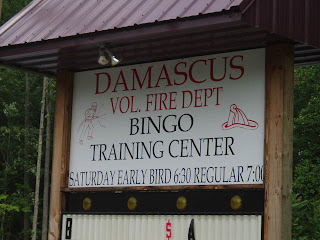 DAMASCUS
VOL. FIRE DEPT
BINGO
TRAINING CENTER
SATURDAY EARLY BIRD 6:30 REGULAR 7:00
B $ A